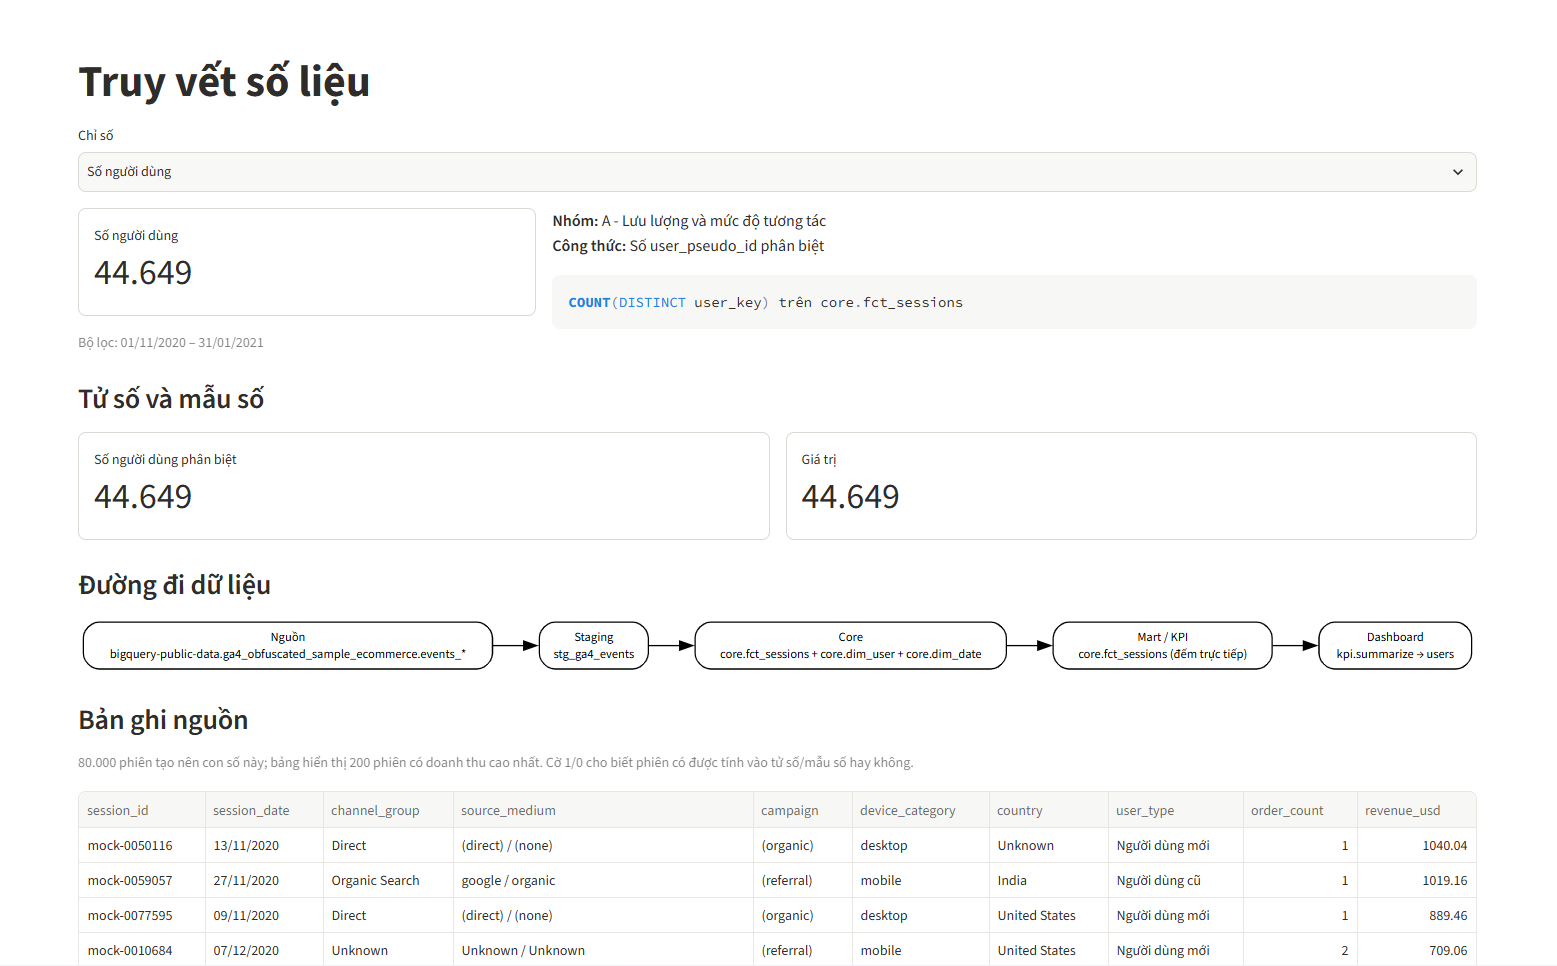 Truy vết số liệu
Chỉ số
Số người dùng
Số người dùng
44.649
Nhóm: A - Lưu lượng và mức độ tương tác
Công thức: Số user_pseudo_id phân biệt
COUNT(DISTINCT user_key) trên core.fct_sessions
Bộ lọc: 01/11/2020 – 31/01/2021
Tử số và mẫu số
Số người dùng phân biệt
44.649
Giá trị
44.649
Đường đi dữ liệu
Nguồn
bigquery-public-data.ga4_obfuscated_sample_ecommerce.events_*
Staging
stg_ga4_events
Core
core.fct_sessions + core.dim_user + core.dim_date
Mart / KPI
core.fct_sessions (đếm trực tiếp)
Dashboard
kpi.summarize → users
Bản ghi nguồn
80.000 phiên tạo nên con số này; bảng hiển thị 200 phiên có doanh thu cao nhất. Cờ 1/0 cho biết phiên có được tính vào tử số/mẫu số hay không.
session_id session_date channel_group source_medium campaign device_category country user_type order_count revenue_usd
mock-0050116 13/11/2020 Direct (direct) / (none) (organic) desktop Unknown Người dùng mới 1 1040.04
mock-0059057 27/11/2020 Organic Search google / organic (referral) mobile India Người dùng cũ 1 1019.16
mock-0077595 09/11/2020 Direct (direct) / (none) (organic) desktop United States Người dùng mới 1 889.46
mock-0010684 07/12/2020 Unknown Unknown / Unknown (referral) mobile United States Người dùng mới 2 709.06